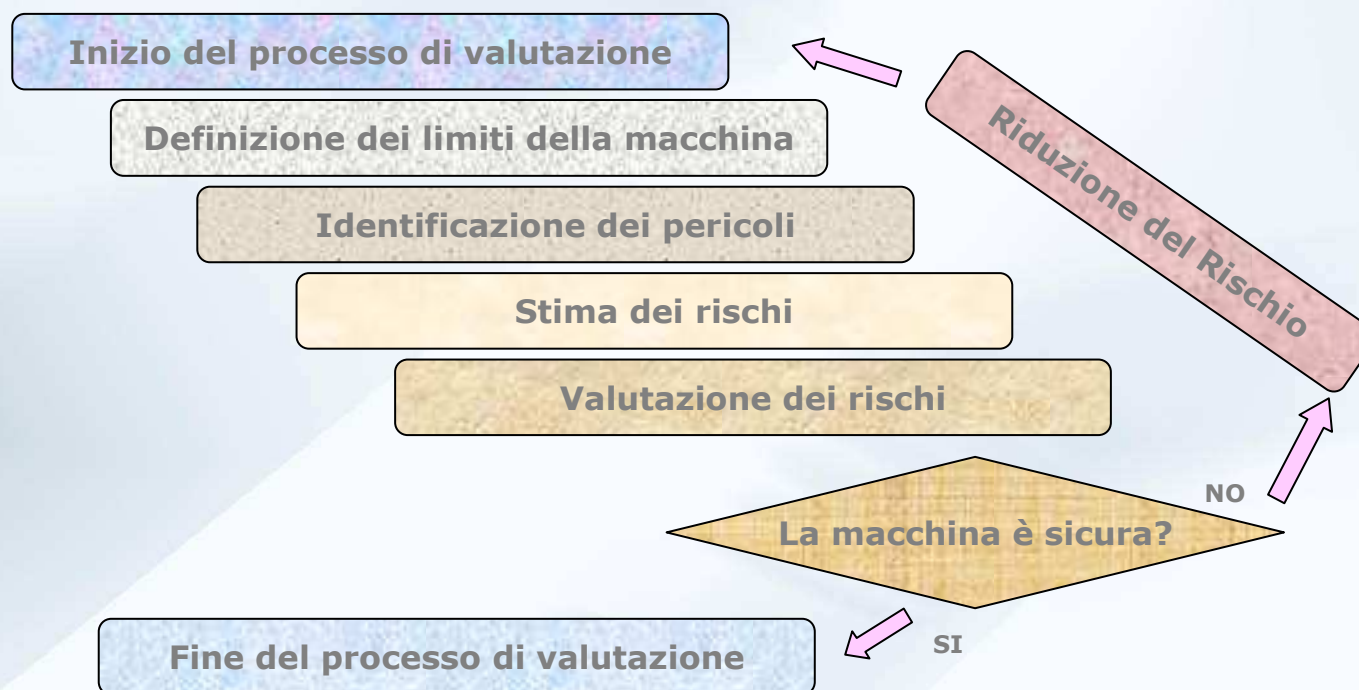 Inizio del processo di valutazione
Definizione dei limiti della macchina
Identificazione dei pericoli
Stima dei rischi
Valutazione dei rischi
Riduzione del Rischio
La macchina è sicura?
NO
SI
Fine del processo di valutazione